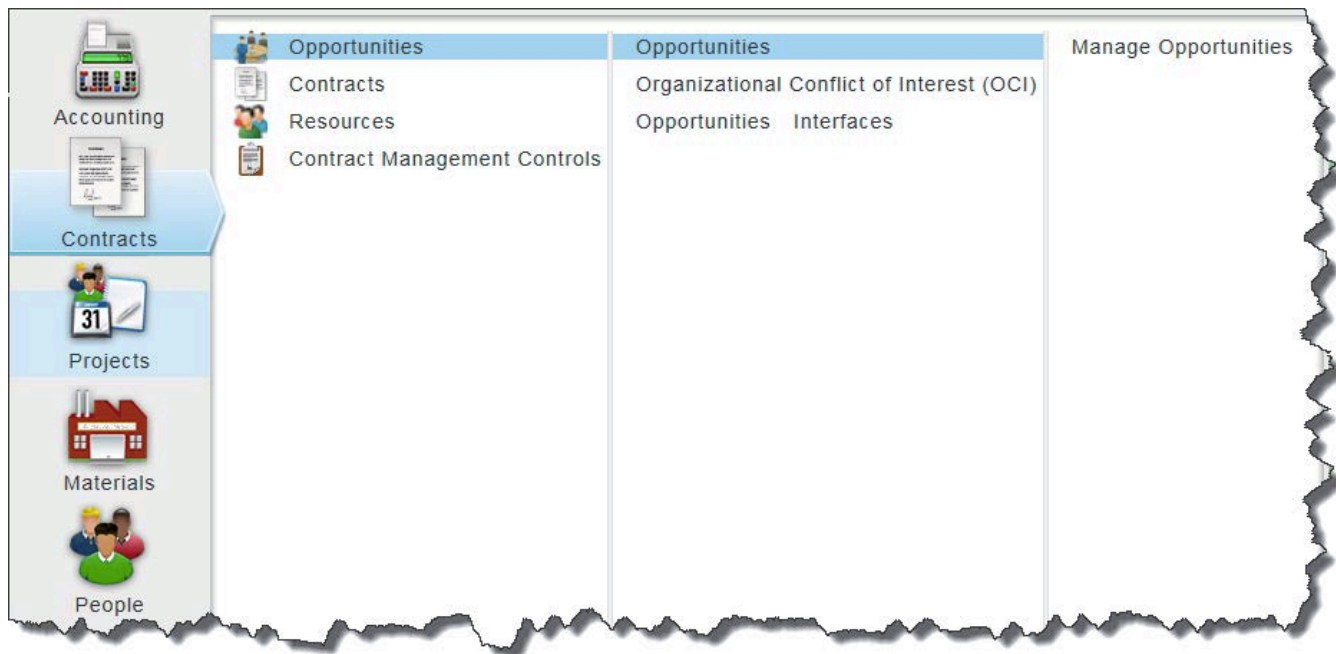 Accounting
Contracts
31
Projects
Materials
People
Opportunities
Contracts
Resources
Contract Management Controls
Opportunities
Organizational Conflict of Interest (OCI)
Opportunities Interfaces
Manage Opportunities